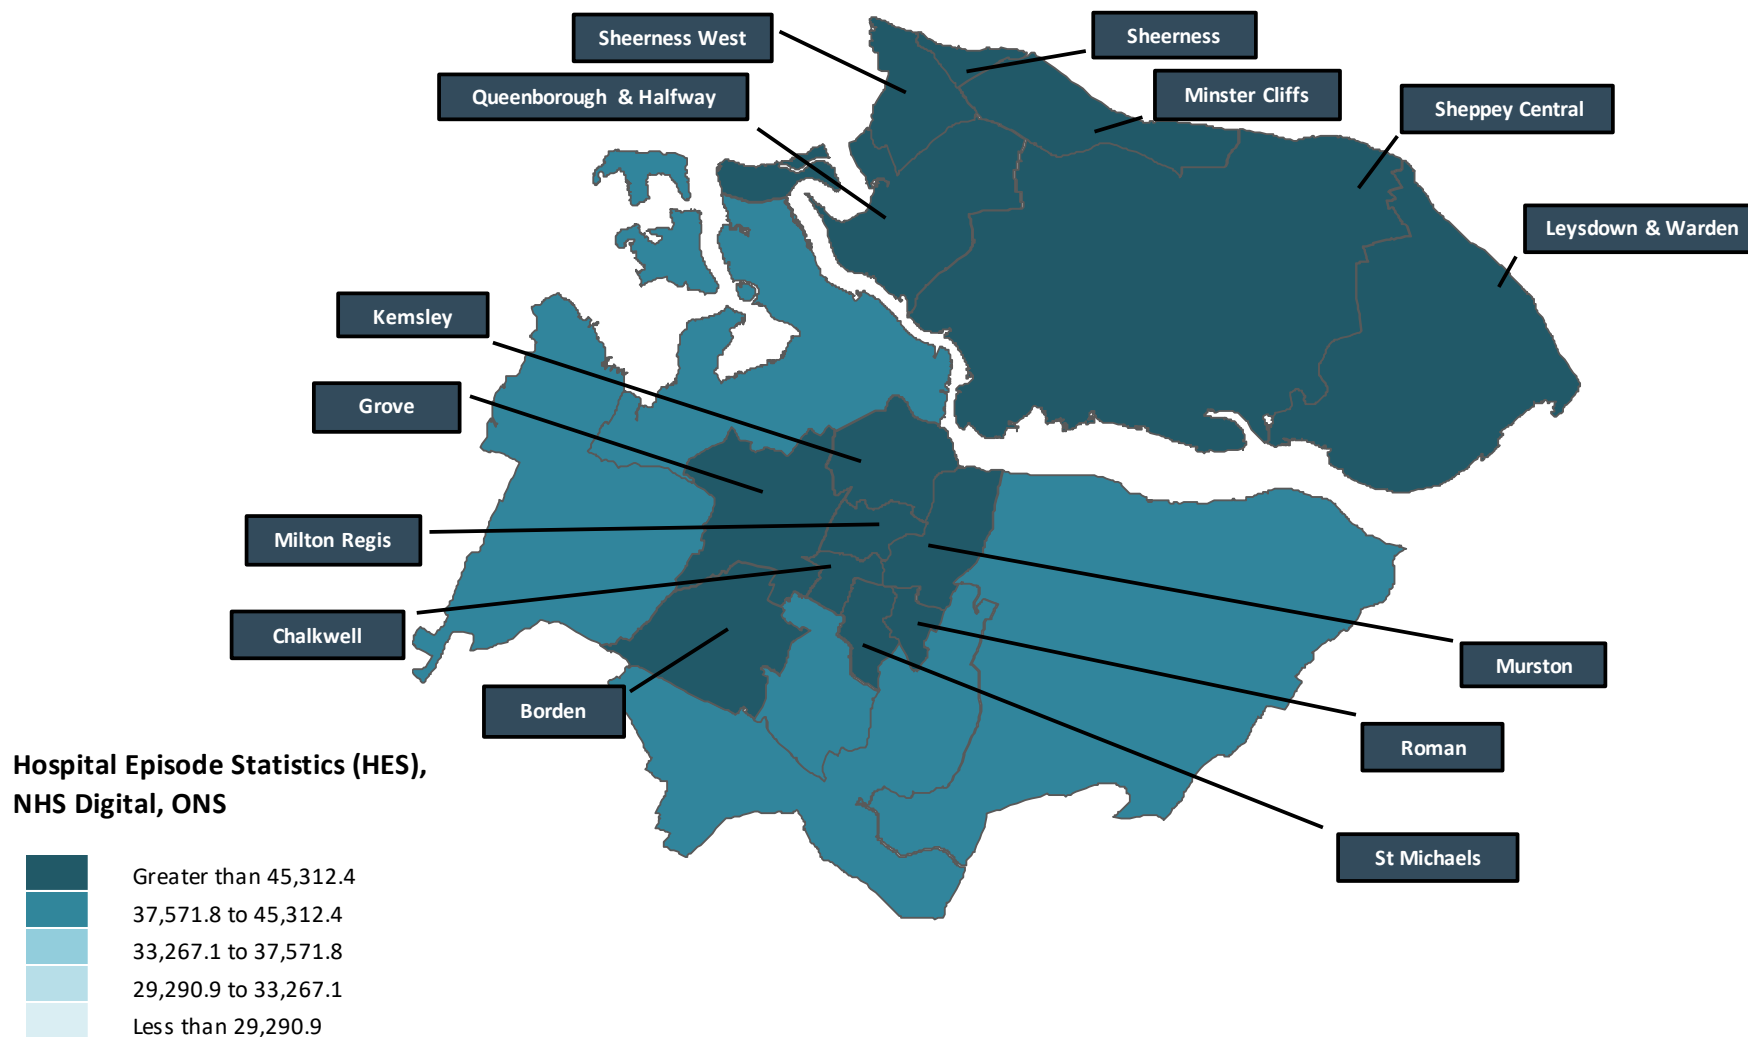 Sheerness West
Sheerness
Queenborough & Halfway
Minster Cliffs
Sheppey Central
Leysdown & Warden
Kemsley
Grove
Milton Regis
Chalkwell
Murston
Borden
Roman
St Michaels
Hospital Episode Statistics (HES),
NHS Digital, ONS
Greater than 45,312.4
37,571.8 to 45,312.4
33,267.1 to 37,571.8
29,290.9 to 33,267.1
Less than 29,290.9